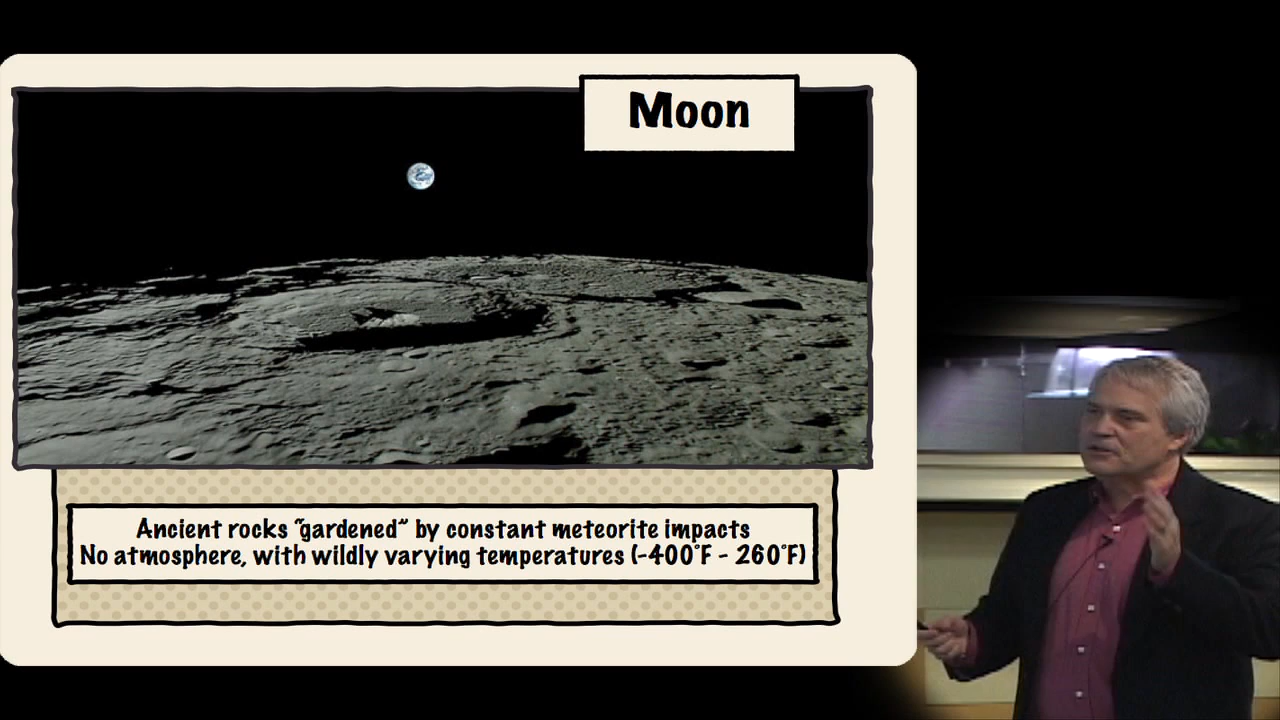 Moon
Ancient rocks “gardened” by constant meteorite impacts
No atmosphere, with wildly varying temperatures (-400°F - 260°F)